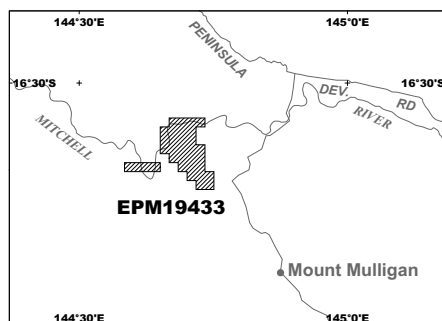 144°30'E
145°0'E
PENINSULA
16°30'S
16°30'S
DEV.
RD
RIVER
MITCHELL
EPM19433
Mount Mulligan
144°30'E
145°0'E